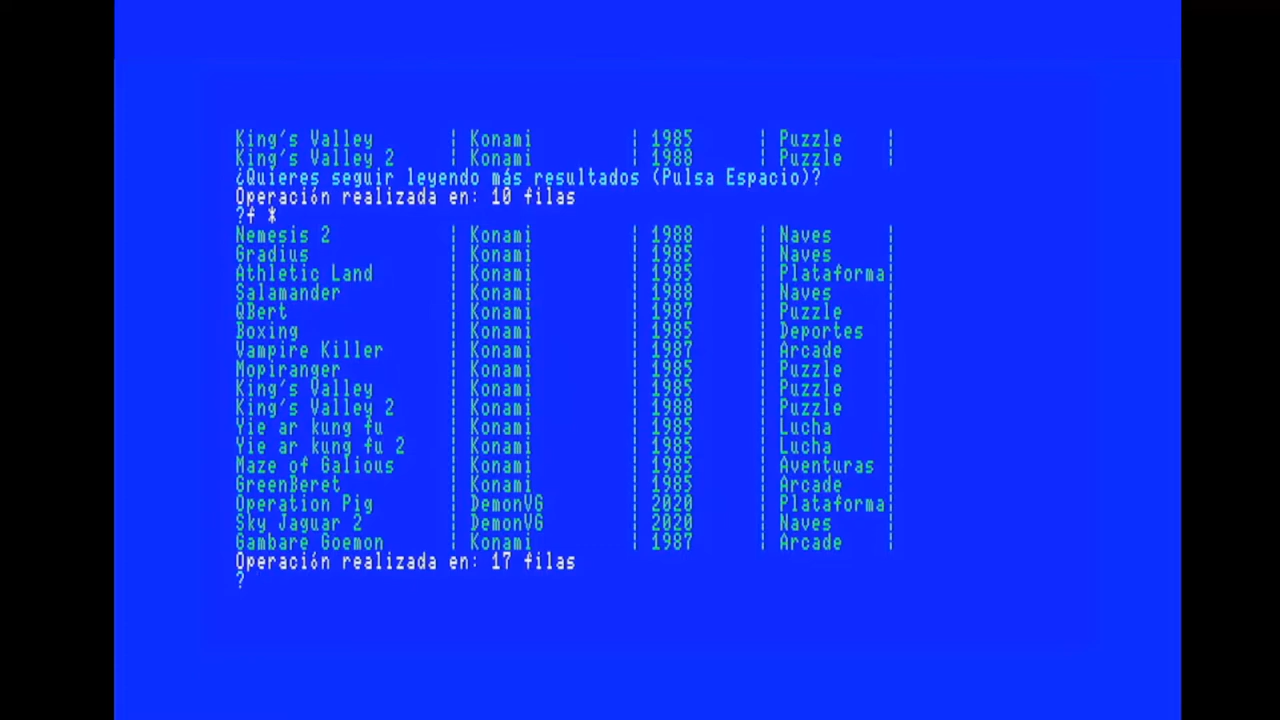 King's Valley | Konami | 1985 | Puzzle |
King's Valley 2 | Konami | 1988 | Puzzle |
¿Quieres seguir leyendo más resultados (Pulsa Espacio)?
Operación realizada en: 10 filas
?f *
Nemesis 2 | Konami | 1988 | Naves |
Gradius | Konami | 1985 | Naves |
Athletic Land | Konami | 1985 | Plataforma|
Salamander | Konami | 1988 | Naves |
QBert | Konami | 1987 | Puzzle |
Boxing | Konami | 1985 | Deportes |
Vampire Killer | Konami | 1987 | Arcade |
Mopiranger | Konami | 1985 | Puzzle |
King's Valley | Konami | 1985 | Puzzle |
King's Valley 2 | Konami | 1988 | Puzzle |
Yie ar kung fu | Konami | 1985 | Lucha |
Yie ar kung fu 2 | Konami | 1985 | Lucha |
Maze of Galious | Konami | 1985 | Aventuras |
GreenBeret | Konami | 1985 | Arcade |
Operation Pig | DemonVG | 2020 | Plataforma|
Sky Jaguar 2 | DemonVG | 2020 | Naves |
Gambare Goemon | Konami | 1987 | Arcade |
Operación realizada en: 17 filas
?